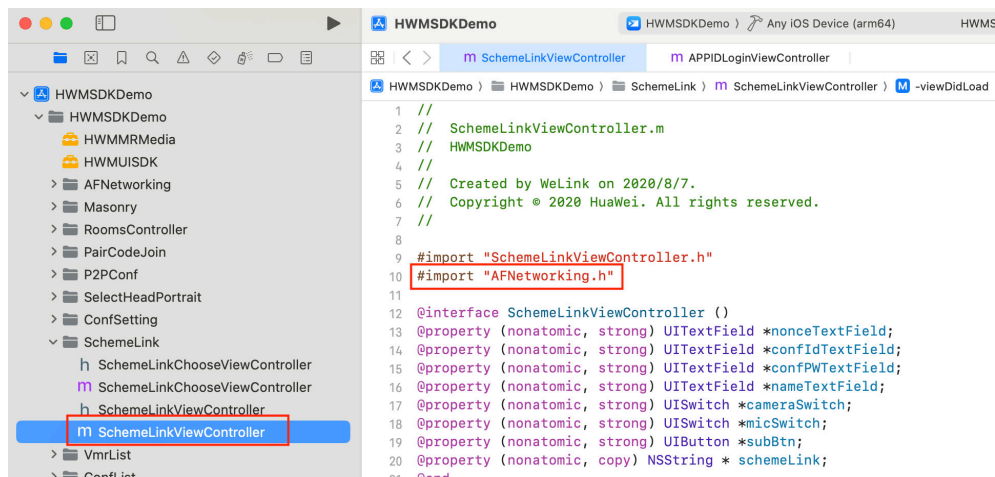 HWMSDKDemo
HWMSDKDemo 〉 Any iOS Device (arm64)
HWMS
m SchemeLinkViewController
m APPIDLoginViewController
HWMSDKDemo 〉 HWMSDKDemo 〉 SchemeLink 〉 m SchemeLinkViewController 〉 M -viewDidLoad
HWMSDKDemo
HWMSDKDemo
HWMMRMedia
HWMUISDK
AFNetworking
Masonry
RoomsController
PairCodeJoin
P2PConf
SelectHeadPortrait
ConfSetting
SchemeLink
h SchemeLinkChooseViewController
m SchemeLinkChooseViewController
h SchemeLinkViewController
m SchemeLinkViewController
VmrList
ConfList
1 //
2 //  SchemeLinkViewController.m
3 //  HWMSDKDemo
4 //
5 //  Created by WeLink on 2020/8/7.
6 //  Copyright © 2020 HuaWei. All rights reserved.
7 //
8
9 #import "SchemeLinkViewController.h"
10 #import "AFNetworking.h"
11
12 @interface SchemeLinkViewController ()
13 @property (nonatomic, strong) UITextField *nonceTextField;
14 @property (nonatomic, strong) UITextField *confIdTextField;
15 @property (nonatomic, strong) UITextField *confPWTextField;
16 @property (nonatomic, strong) UITextField *nameTextField;
17 @property (nonatomic, strong) UISwitch *cameraSwitch;
18 @property (nonatomic, strong) UISwitch *micSwitch;
19 @property (nonatomic, strong) UIButton *subBtn;
20 @property (nonatomic, copy) NSString * schemeLink;
21 @end